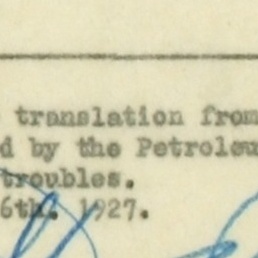 translation from
d by the Petroleu
troubles.
6th. 1927.